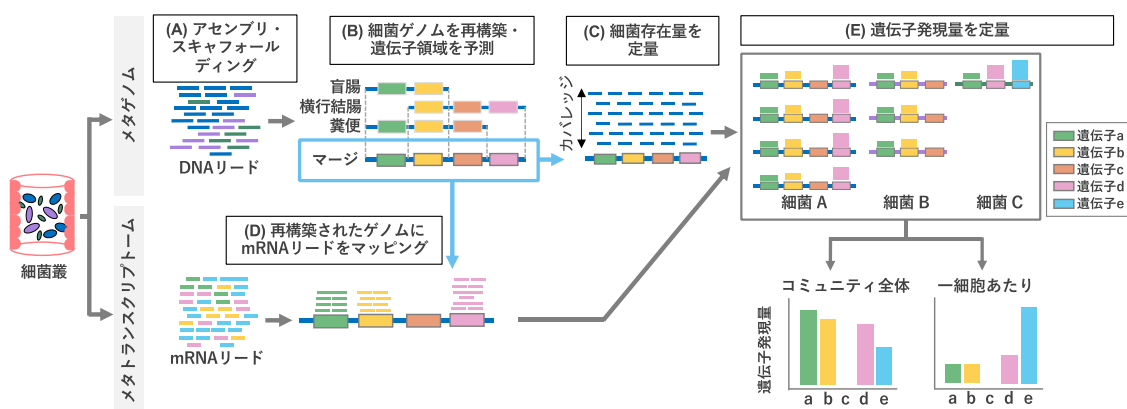 (A) アセンブリ・
スキャフォール
ディング
(B) 細菌ゲノムを再構築・
遺伝子領域を予測
(C) 細菌存在量を
定量
(E) 遺伝子発現量を定量
メタゲノム
DNAリード
盲腸
横行結腸
糞便
マージ
カバレッジ
細菌 A
細菌 B
細菌 C
遺伝子a
遺伝子b
遺伝子c
遺伝子d
遺伝子e
細菌叢
メタトランスクリプトーム
(D) 再構築されたゲノムに
mRNAリードをマッピング
mRNAリード
コミュニティ全体
一細胞あたり
遺伝子発現量
a b c d e
a b c d e